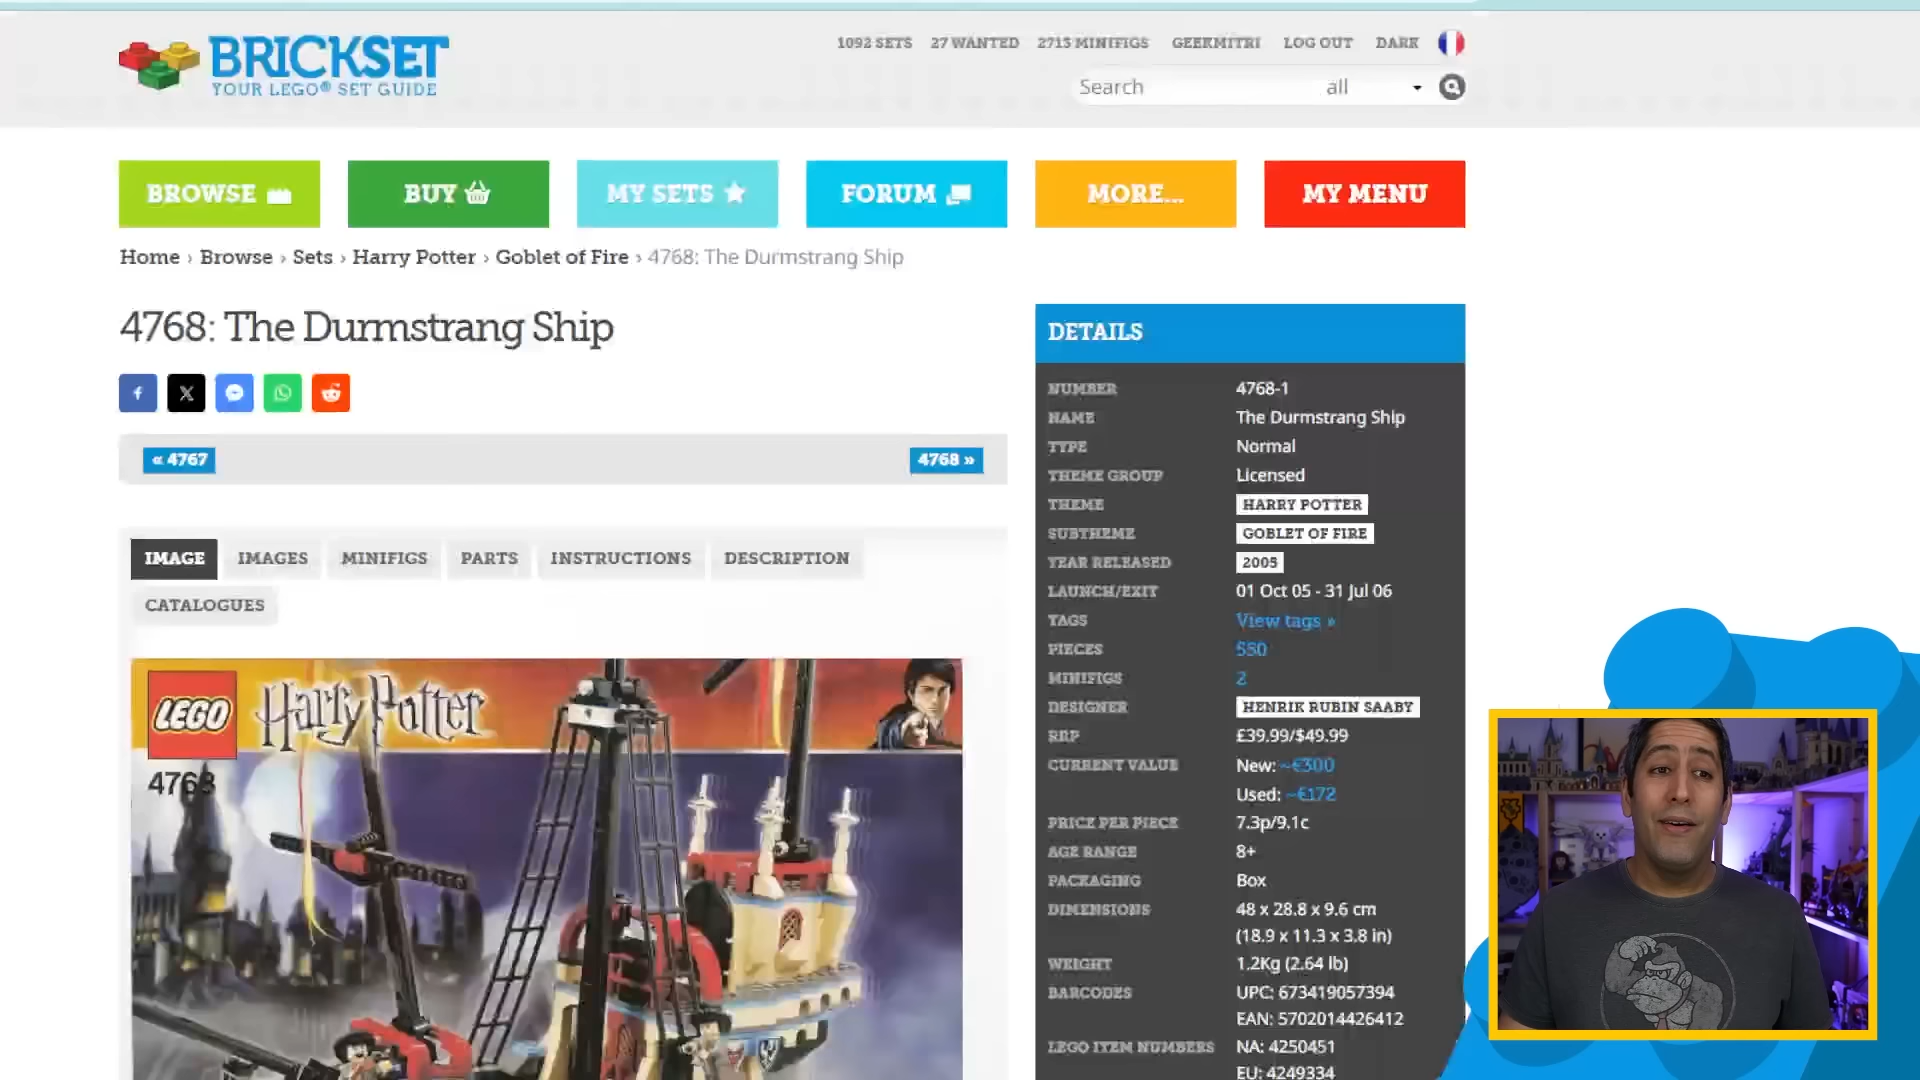 BRICKSET
YOUR LEGO® SET GUIDE
1092 SETS 27 WANTED 2713 MINIFIGS GEEKMITRI LOG OUT DARK
Search all
BROWSE BUY MY SETS FORUM MORE... MY MENU
Home › Browse › Sets › Harry Potter › Goblet of Fire › 4768: The Durmstrang Ship
4768: The Durmstrang Ship
« 4767 4768 »
IMAGE IMAGES MINIFIGS PARTS INSTRUCTIONS DESCRIPTION
CATALOGUES
LEGO Harry Potter
4768
DETAILS
NUMBER 4768-1
NAME The Durmstrang Ship
TYPE Normal
THEME GROUP Licensed
THEME HARRY POTTER
SUBTHEME GOBLET OF FIRE
YEAR RELEASED 2005
LAUNCH/EXIT 01 Oct 05 - 31 Jul 06
TAGS View tags »
PIECES 550
MINIFIGS 2
DESIGNER HENRIK RUBIN SAABY
RRP £39.99/$49.99
CURRENT VALUE New: ~€300
Used: ~€172
PRICE PER PIECE 7.3p/9.1c
AGE RANGE 8+
PACKAGING Box
DIMENSIONS 48 x 28.8 x 9.6 cm
(18.9 x 11.3 x 3.8 in)
WEIGHT 1.2Kg (2.64 lb)
BARCODES UPC: 673419057394
EAN: 5702014426412
LEGO ITEM NUMBERS NA: 4250451
EU: 4249334